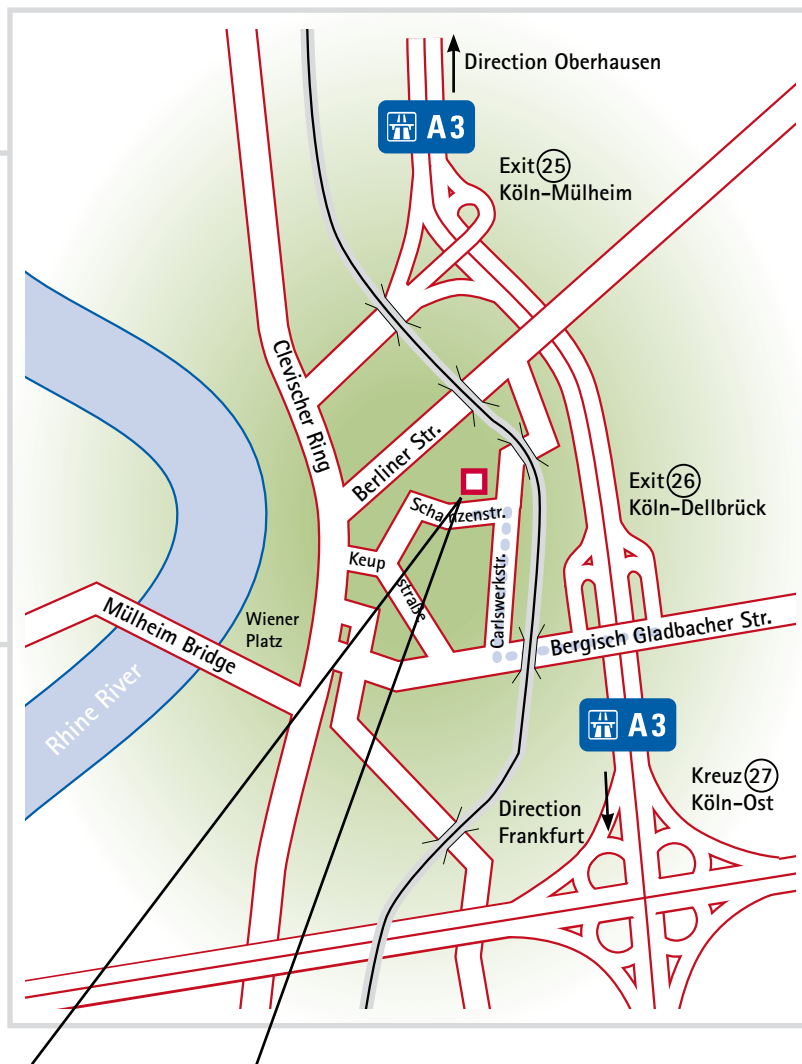 Direction Oberhausen
A3
Exit 25
Köln-Mülheim
Clevischer Ring
Berliner Str.
Exit 26
Köln-Dellbrück
Schanzenstr.
Keup
straße
Carlswerkstr.
Wiener
Platz
Mülheim Bridge
Bergisch Gladbacher Str.
Rhine River
A3
Kreuz 27
Köln-Ost
Direction
Frankfurt